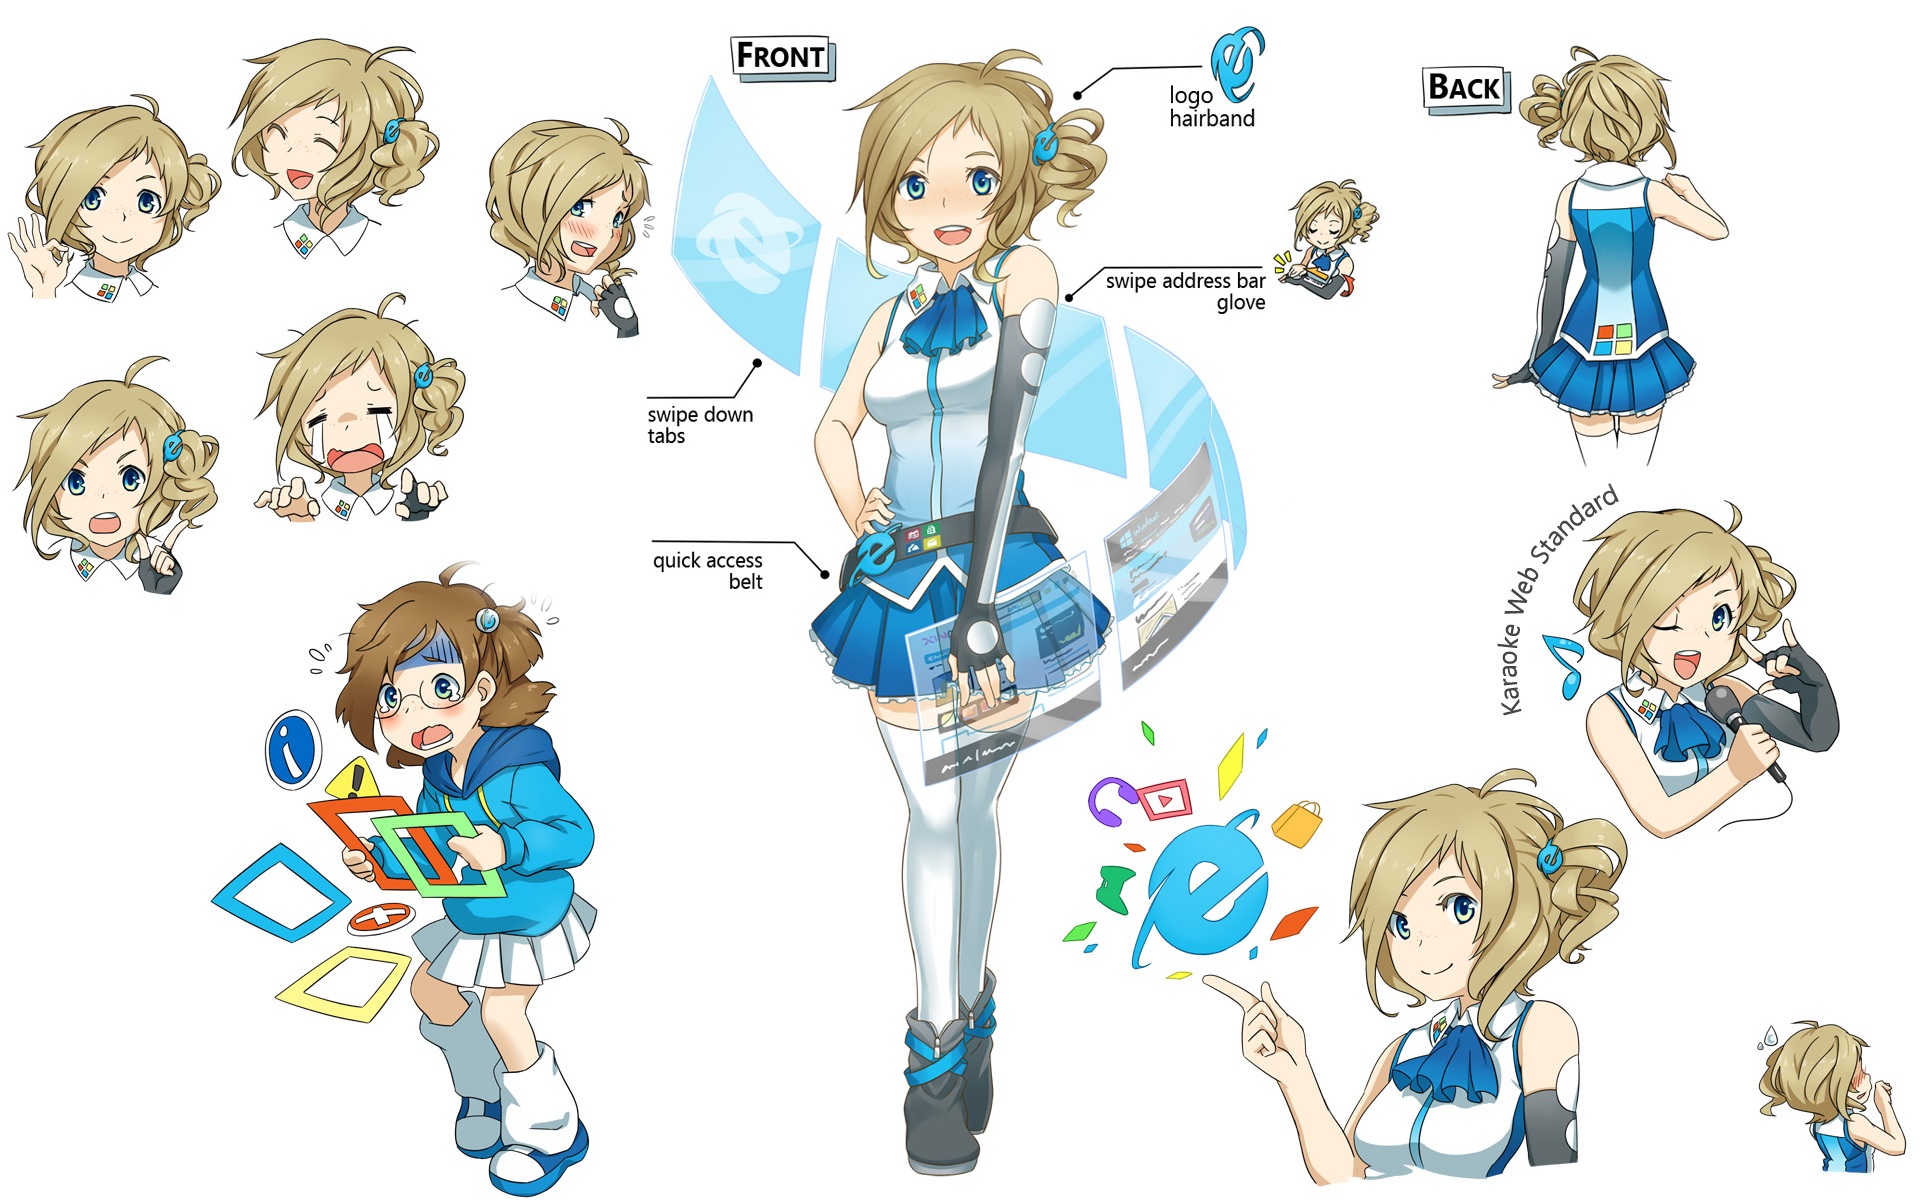 FRONT
logo
hairband
BACK
swipe address bar
glove
swipe down
tabs
quick access
belt
Karaoke Web Standard